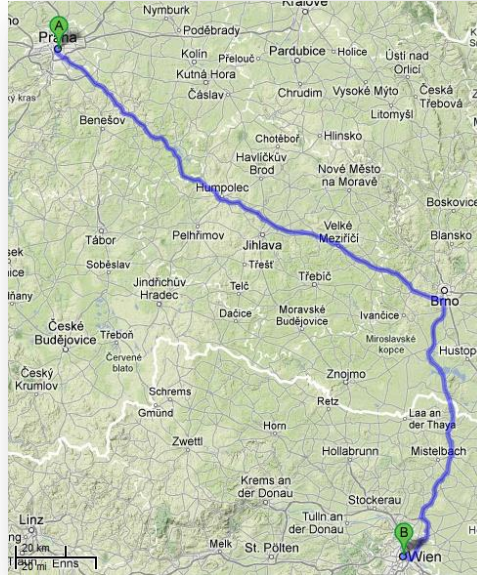 Nymburk
Králové
A
Praha
Poděbrady
Kolín
Přelouč
Pardubice
Holice
Ústí nad
Orlicí
Kutná Hora
ký kras
Čáslav
Chrudim
Vysoké Mýto
Česká
Třebová
Benešov
Litomyšl
Chotěboř
Hlinsko
Havlíčkův
Brod
Nové Město
na Moravě
Humpolec
Boskovice
Tábor
Pelhřimov
Jihlava
Velké
Meziříčí
Blansko
Soběslav
Třešť
Jindřichův
Hradec
Telč
Třebíč
Brno
Dačice
Moravské
Budějovice
Ivančice
České
Budějovice
Třeboň
Miroslavské
kopce
Hustop
Červené
blato
Český
Krumlov
Znojmo
Schrems
Gmünd
Retz
Laa an
der Thaya
Zwettl
Horn
Hollabrunn
Mistelbach
Krems an
der Donau
Stockerau
Linz
Tulln an
der Donau
B
Melk
St. Pölten
Wien
20 km
20 mi
Enns